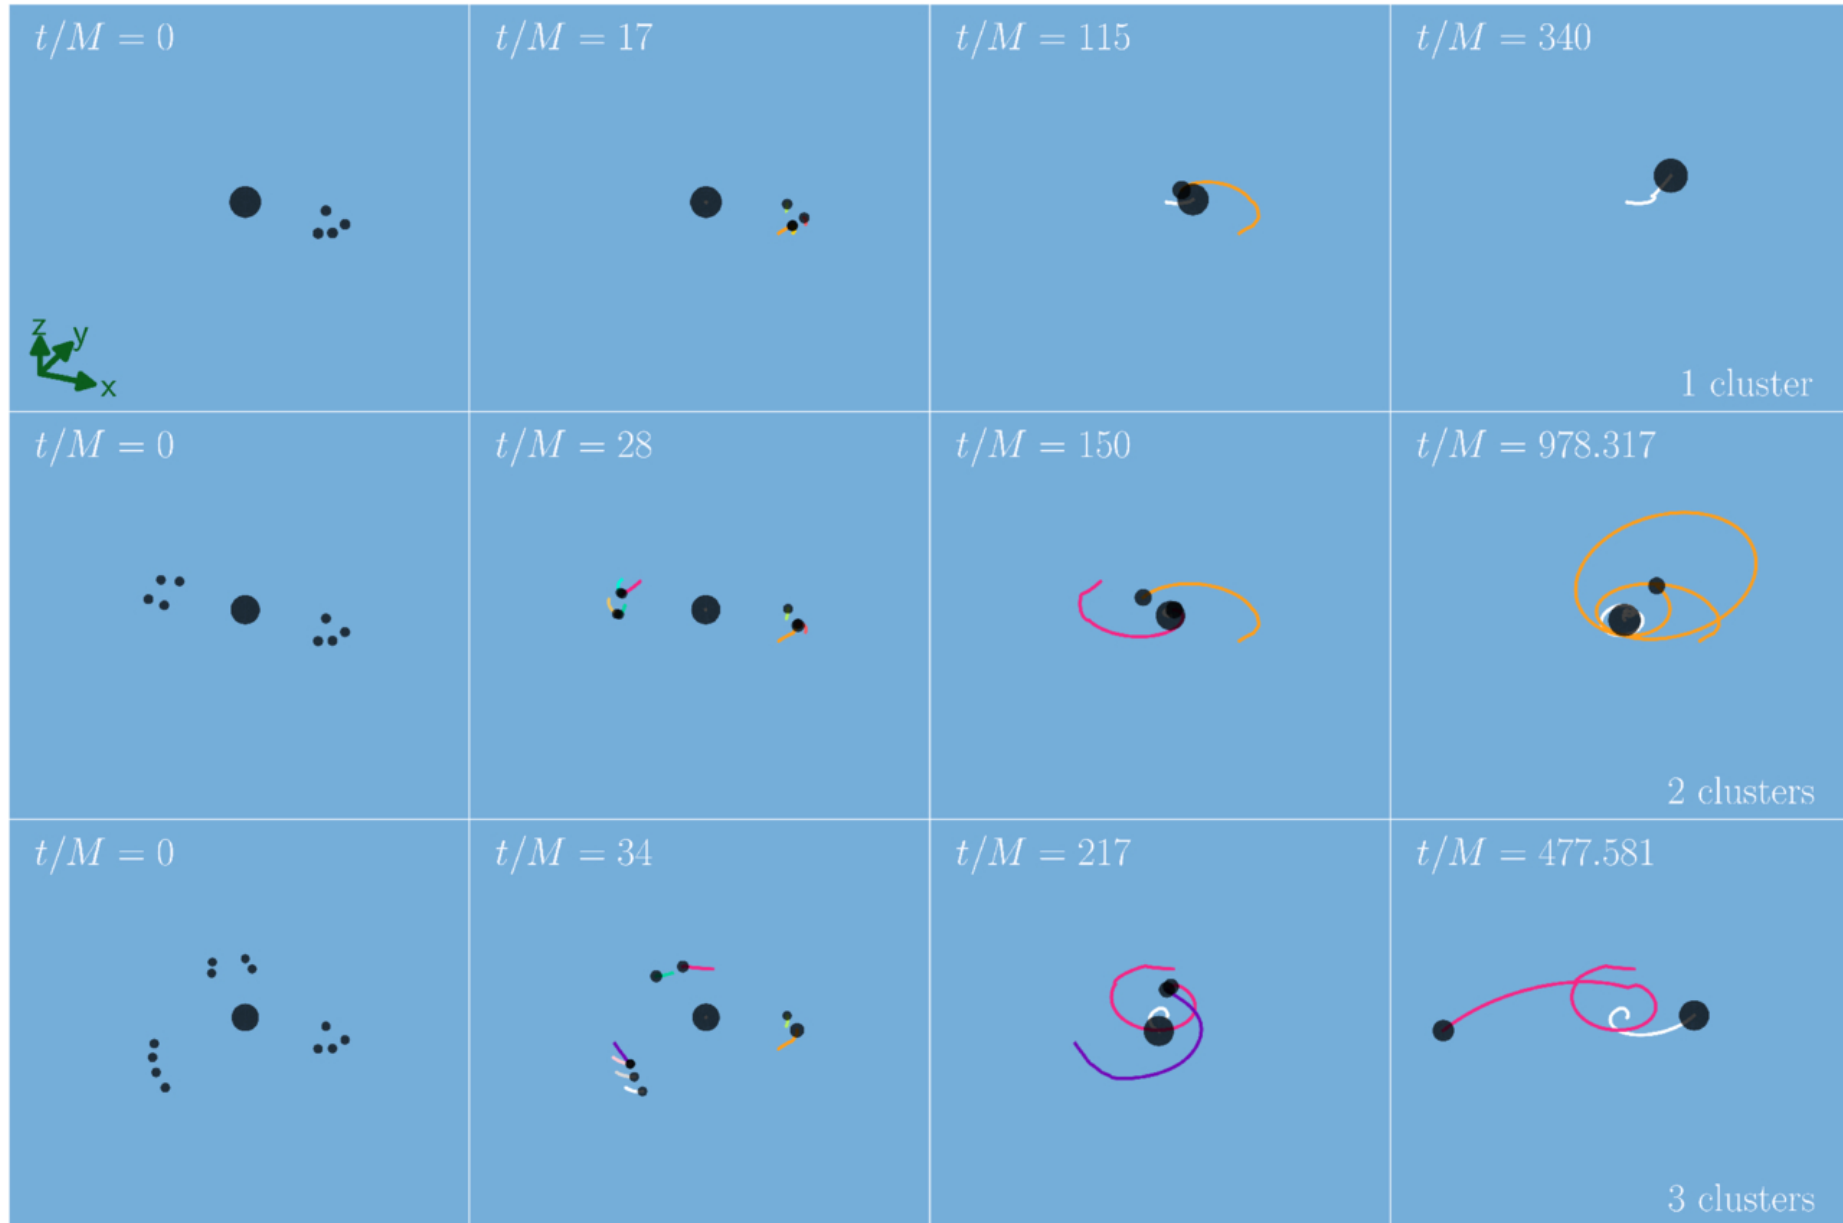 t/M = 0
t/M = 17
t/M = 115
t/M = 340
z
y
x
1 cluster
t/M = 0
t/M = 28
t/M = 150
t/M = 978.317
2 clusters
t/M = 0
t/M = 34
t/M = 217
t/M = 477.581
3 clusters